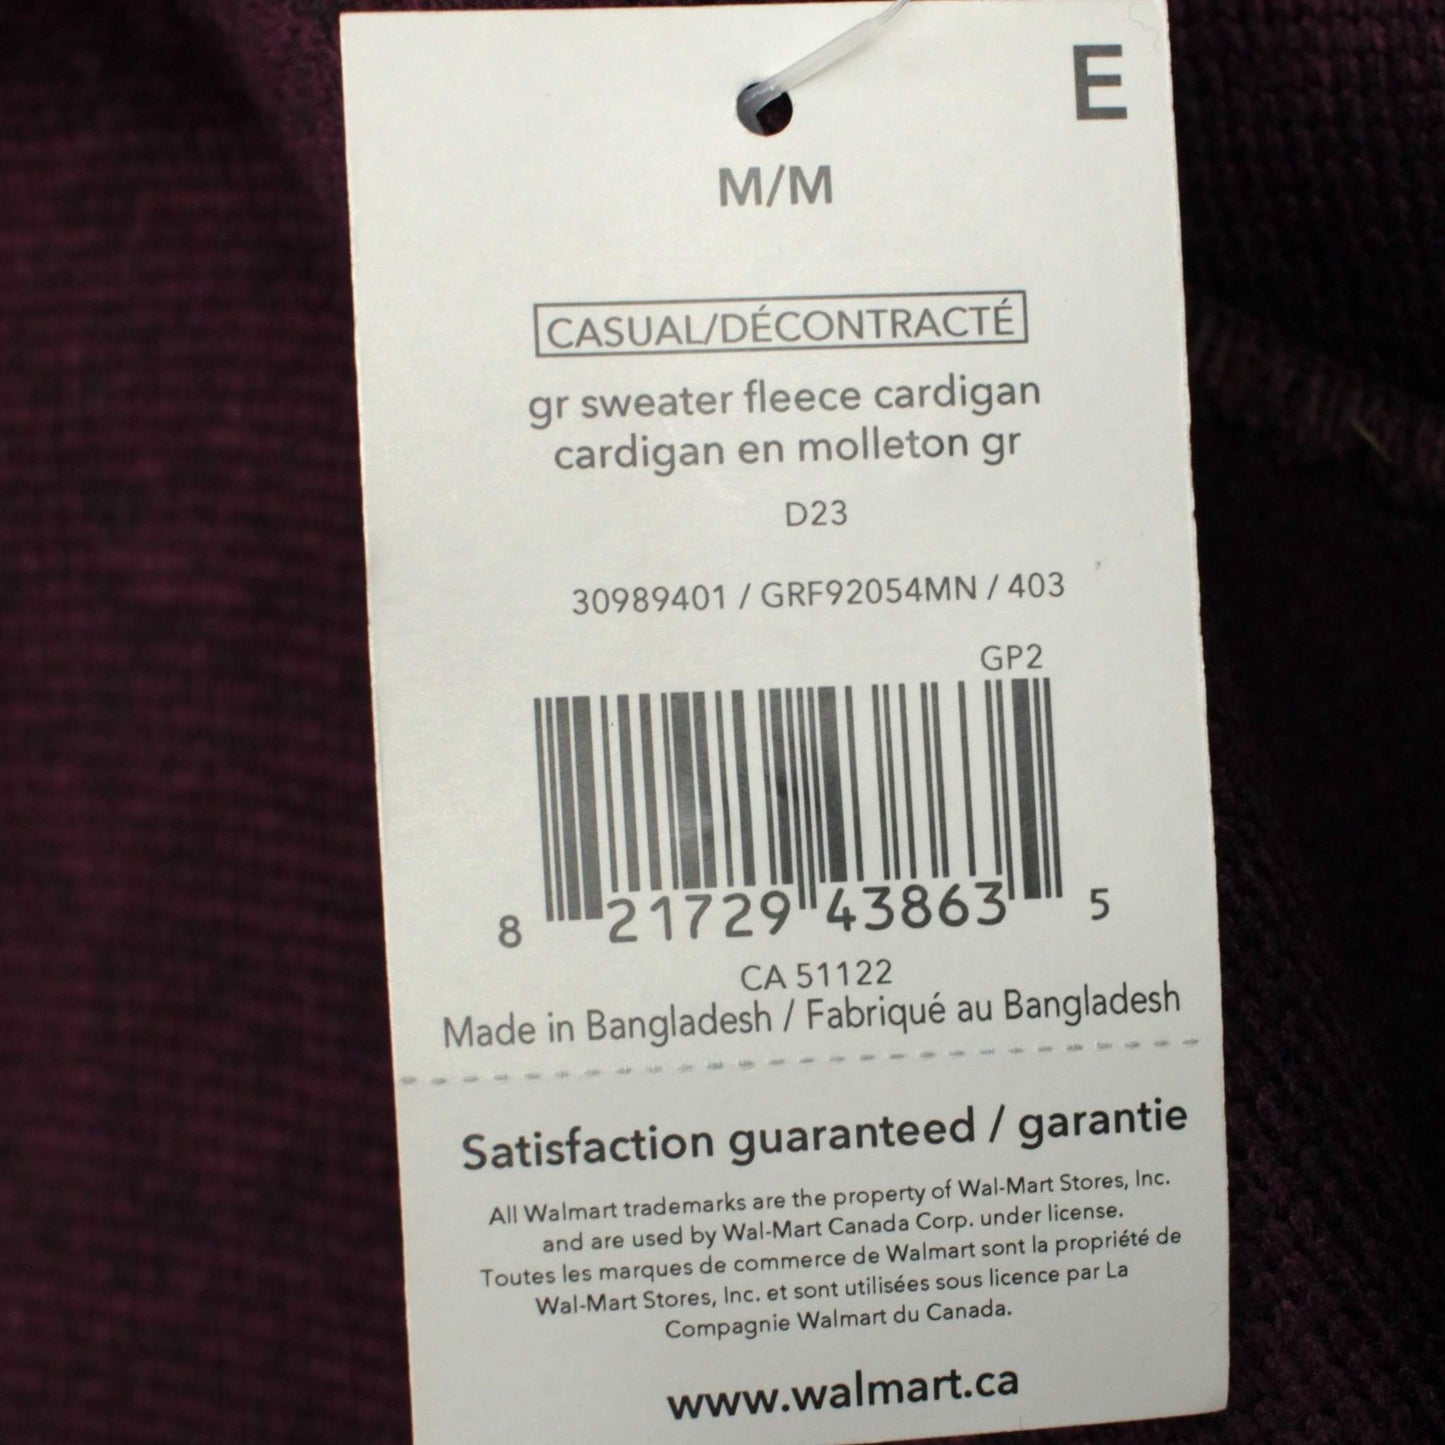 E
M/M
CASUAL/DÉCONTRACTÉ
gr sweater fleece cardigan
cardigan en molleton gr
D23
30989401 / GRF92054MN / 403
GP2
8 21729 43863 5
CA 51122
Made in Bangladesh / Fabriqué au Bangladesh
Satisfaction guaranteed / garantie
All Walmart trademarks are the property of Wal-Mart Stores, Inc.
and are used by Wal-Mart Canada Corp. under license.
Toutes les marques de commerce de Walmart sont la propriété de
Wal-Mart Stores, Inc. et sont utilisées sous licence par La
Compagnie Walmart du Canada.
www.walmart.ca